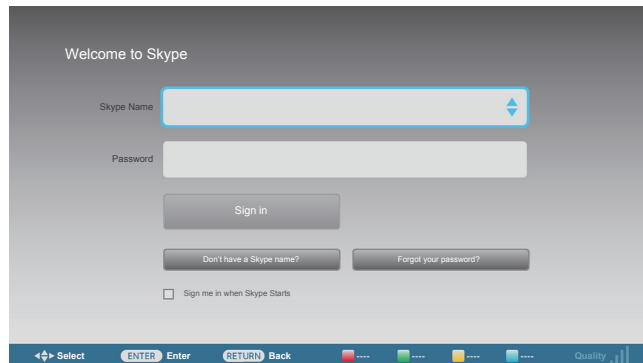 Welcome to Skype
Skype Name
Password
Sign in
Don't have a Skype name? Forgot your password?
Sign me in when Skype Starts
Select ENTER Enter RETURN Back ---- ---- ---- ---- Quality